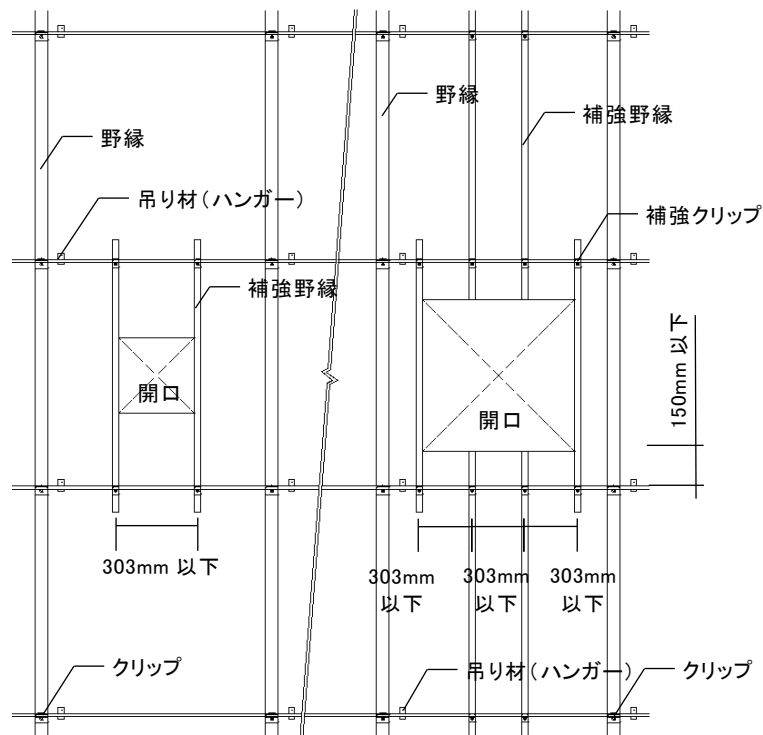 野縁
補強野縁
野縁
吊り材(ハンガー)
補強クリップ
補強野縁
150mm 以下
開口
開口
303mm 以下
303mm
以下
303mm
以下
303mm
以下
クリップ
吊り材(ハンガー)
クリップ